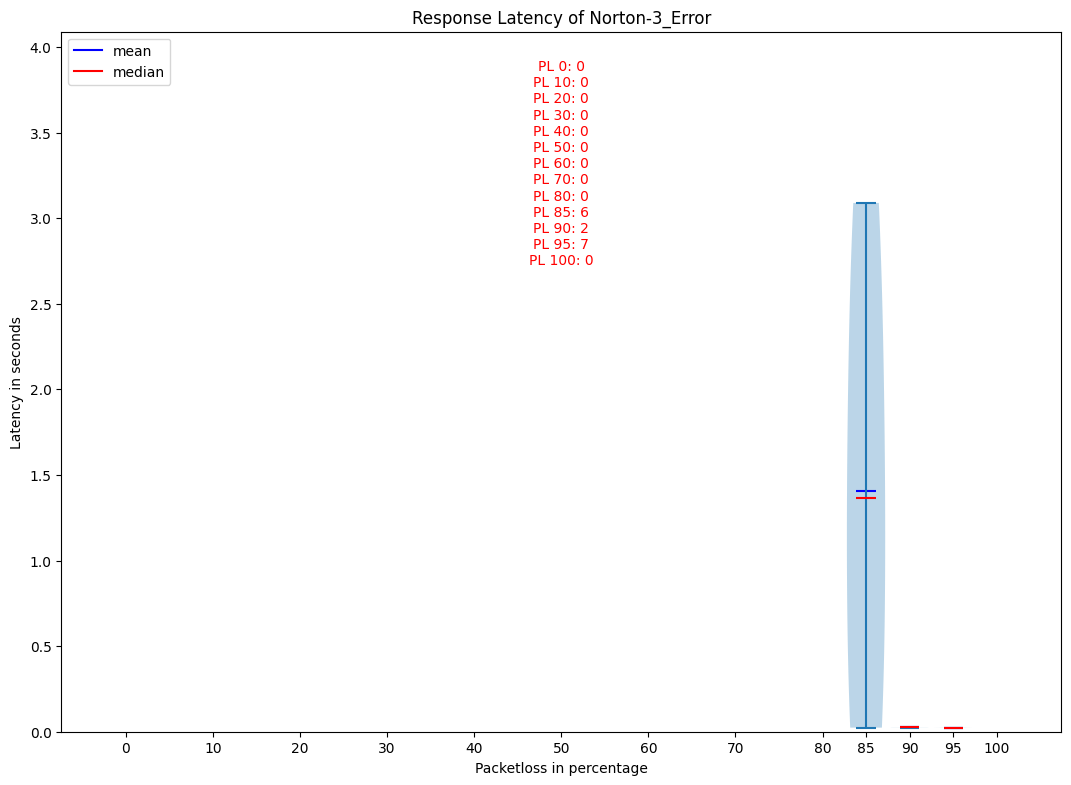 Response Latency of Norton-3_Error
mean
median
PL 0: 0
PL 10: 0
PL 20: 0
PL 30: 0
PL 40: 0
PL 50: 0
PL 60: 0
PL 70: 0
PL 80: 0
PL 85: 6
PL 90: 2
PL 95: 7
PL 100: 0
Latency in seconds
4.0
3.5
3.0
2.5
2.0
1.5
1.0
0.5
0.0
0 10 20 30 40 50 60 70 80 85 90 95 100
Packetloss in percentage